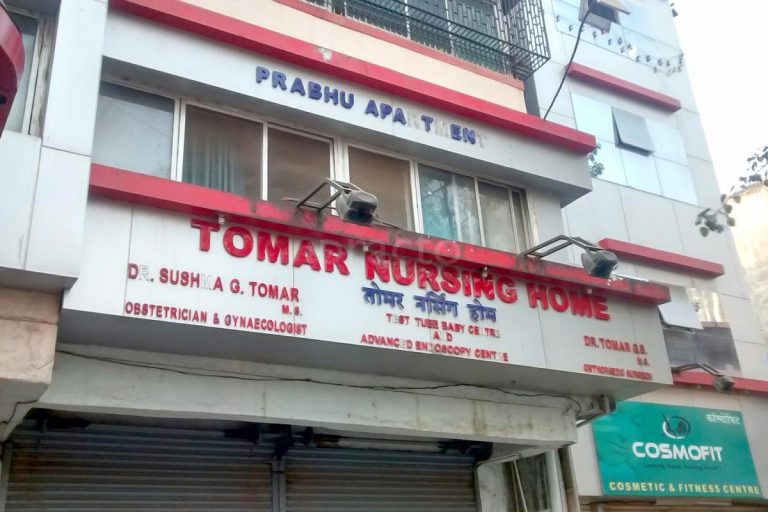 PRABHU APARTMENT
TOMAR NURSING HOME
तोमर नर्सिंग होम
DR. SUSHMA G. TOMAR
M.S.
OBSTETRICIAN & GYNAECOLOGIST
TEST TUBE BABY CENTRE
AND
ADVANCED ENDOSCOPY CENTRE
DR. TOMAR G.S.
M.S.
ORTHOPAEDIC SURGEON
कॉस्मोफिट
COSMOFIT
COSMETIC & FITNESS CENTRE